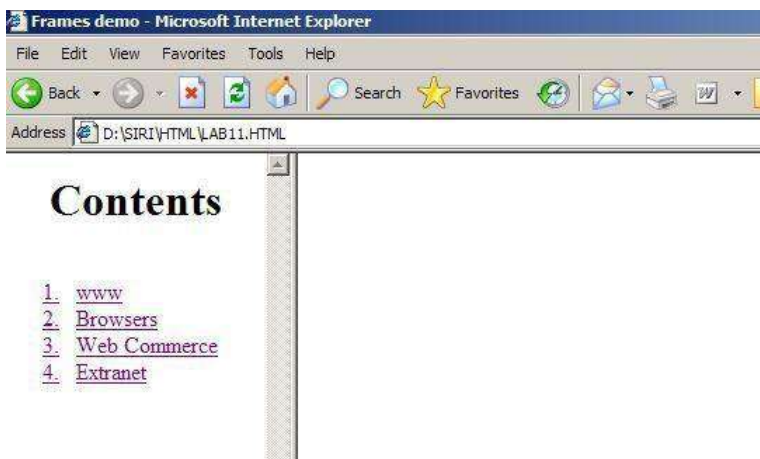 Frames demo - Microsoft Internet Explorer
File Edit View Favorites Tools Help
Back Search Favorites
Address D:\SIRI\HTML\LAB11.HTML
Contents
1. www
2. Browsers
3. Web Commerce
4. Extranet